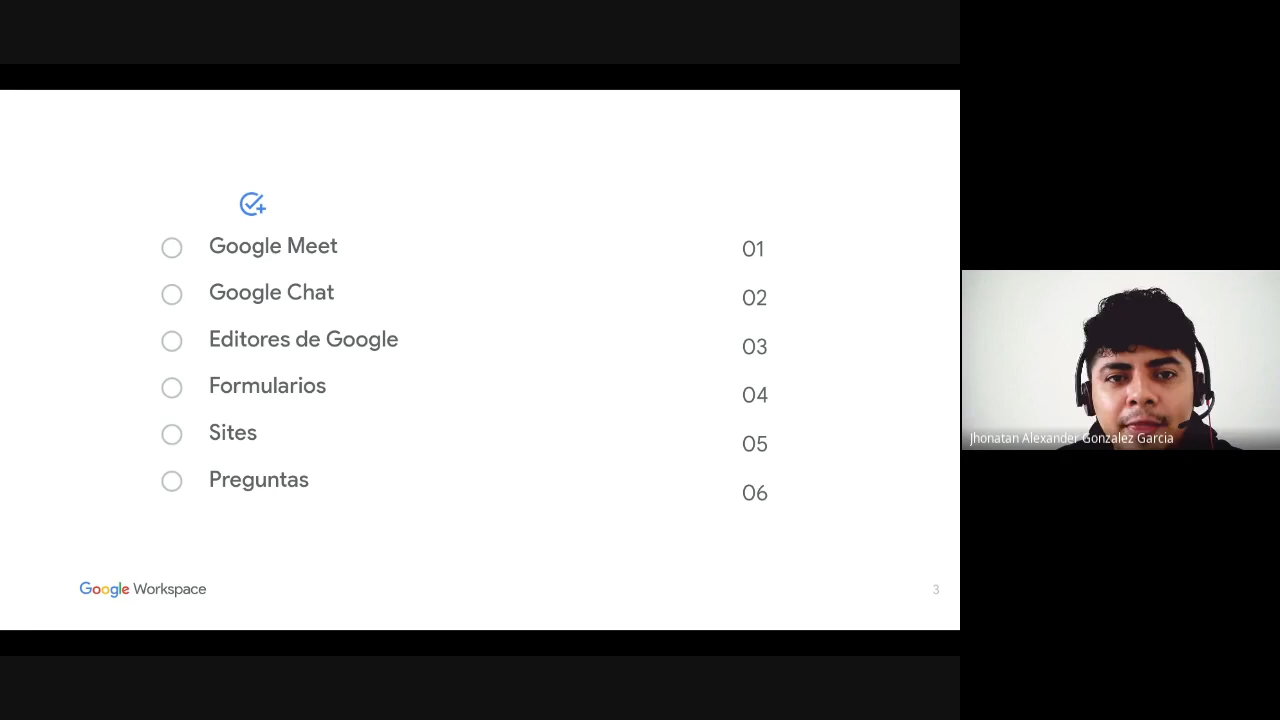 Google Meet 01
Google Chat 02
Editores de Google 03
Formularios 04
Sites 05
Preguntas 06
Jhonatan Alexander Gonzalez Garcia
Google Workspace 3